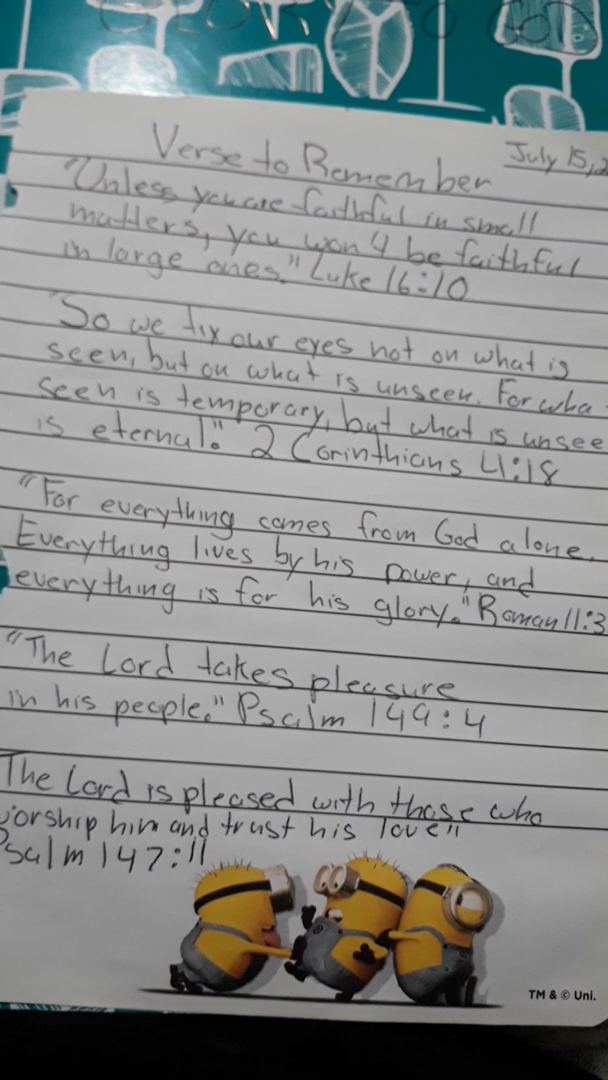 GLORY TO GOD
Verse to Remember
July 15, 2
"Unless you are faithful in small
matters, you won't be faithful
in large ones." Luke 16:10
"So we fix our eyes not on what is
seen, but on what is unseen. For wha
seen is temporary, but what is unsee
is eternal." 2 Corinthians 4:18
"For everything comes from God alone.
Everything lives by his power, and
everything is for his glory." Roman 11:3
"The Lord takes pleasure
in his people." Psalm 149:4
The Lord is pleased with those who
worship him and trust his love"
Psalm 147:11
TM & © Uni.